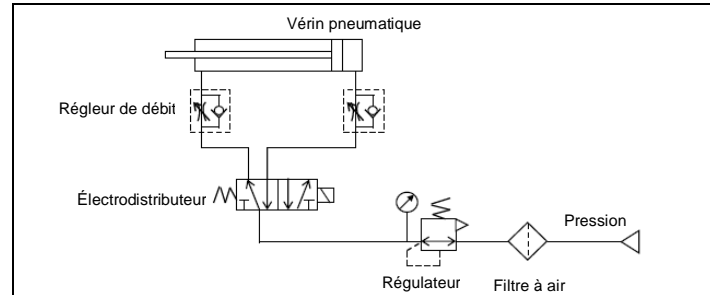 Vérin pneumatique
Régleur de débit
Électrodistributeur
Pression
Régulateur
Filtre à air